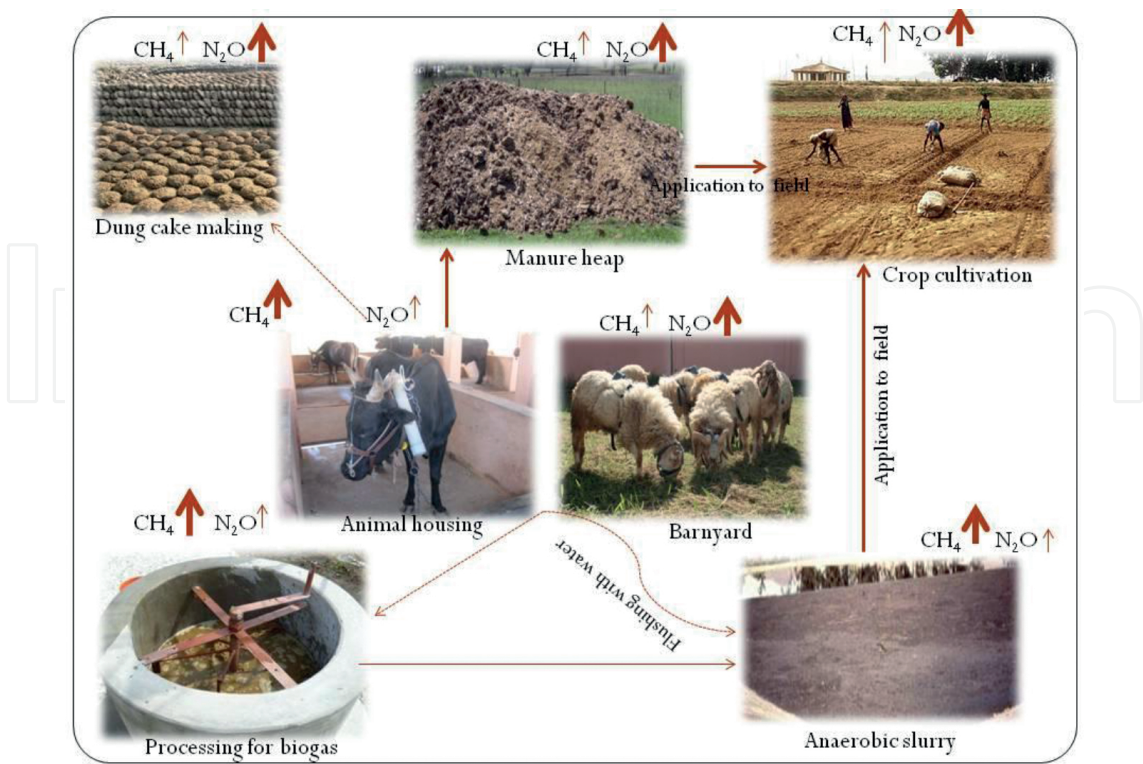 CH₄ N₂O
CH₄ N₂O
CH₄ N₂O
Dung cake making
Manure heap
Application to field
Crop cultivation
CH₄ N₂O
CH₄ N₂O
Application to field
Animal housing
Barnyard
CH₄ N₂O
CH₄ N₂O
Flushing with water
Processing for biogas
Anaerobic slurry